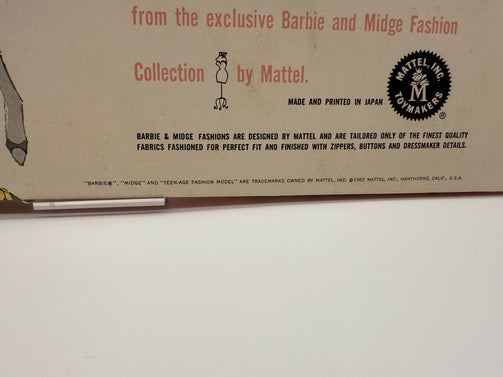 from the exclusive Barbie and Midge Fashion
Collection by Mattel.
MATTEL, INC.
M
TOYMAKERS
®
MADE AND PRINTED IN JAPAN
BARBIE & MIDGE FASHIONS ARE DESIGNED BY MATTEL AND ARE TAILORED ONLY OF THE FINEST QUALITY
FABRICS FASHIONED FOR PERFECT FIT AND FINISHED WITH ZIPPERS, BUTTONS AND DRESSMAKER DETAILS.
"BARBIE®", "MIDGE" AND "TEEN-AGE FASHION MODEL" ARE TRADEMARKS OWNED BY MATTEL, INC. ©1962 MATTEL, INC., HAWTHORNE, CALIF., U.S.A.